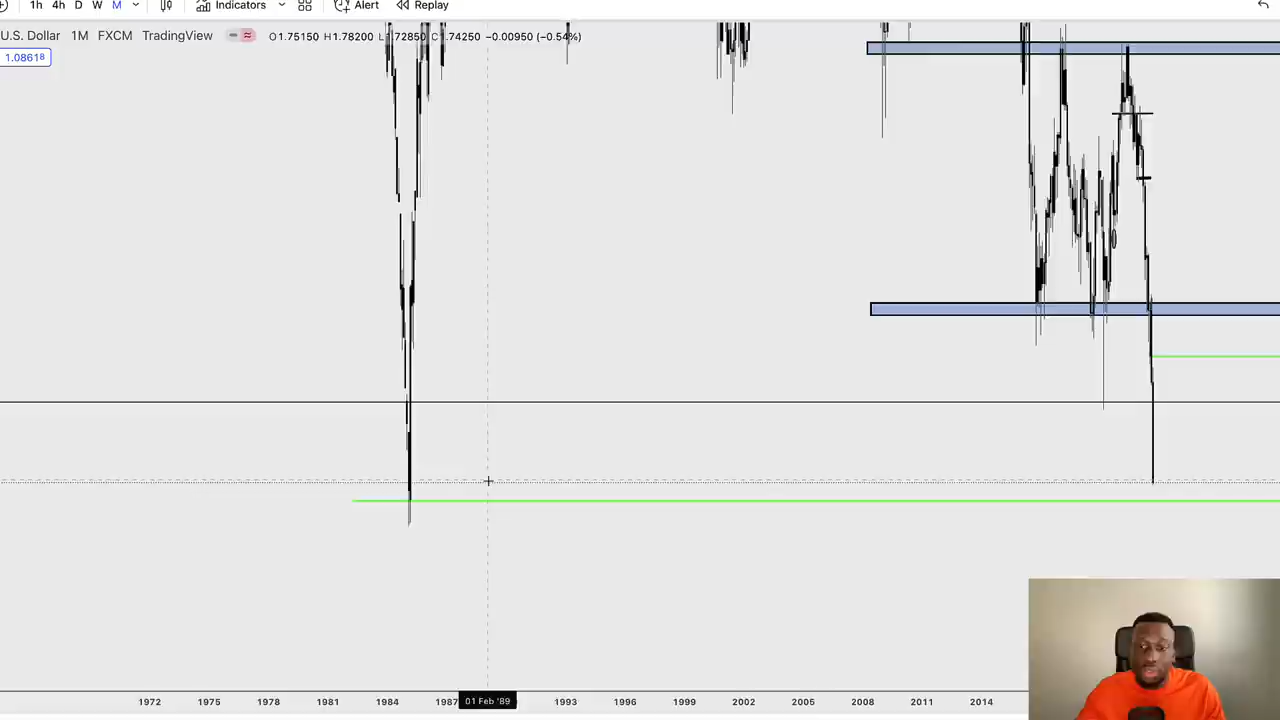 1h 4h D W M Indicators Alert Replay
U.S. Dollar 1M FXCM TradingView O1.75150 H1.78200 L1.72850 C1.74250 −0.00950 (−0.54%)
1.08618
1972 1975 1978 1981 1984 1987 01 Feb '89 1993 1996 1999 2002 2005 2008 2011 2014